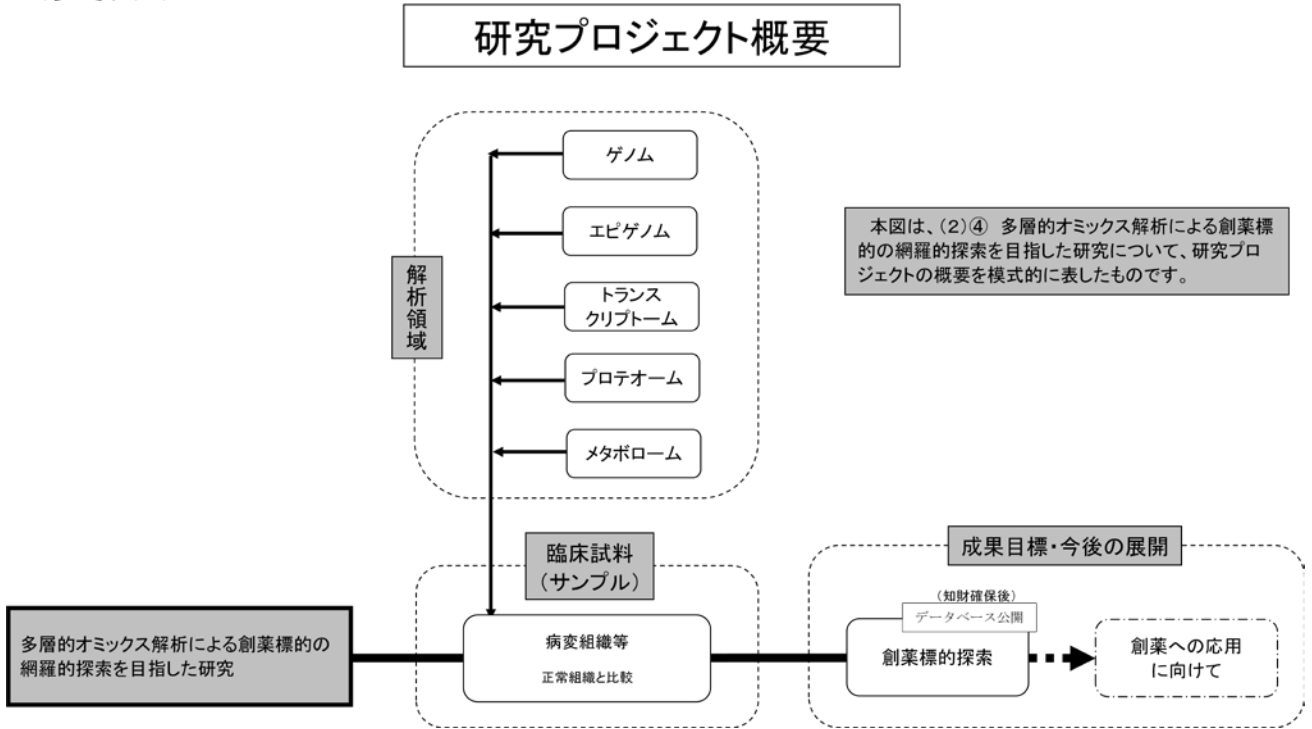 研究プロジェクト概要
ゲノム
エピゲノム
トランス
クリプトーム
プロテオーム
メタボローム
解析領域
本図は、(2)④ 多層的オミックス解析による創薬標
的の網羅的探索を目指した研究について、研究プロ
ジェクトの概要を模式的に表したものです。
臨床試料
(サンプル)
成果目標・今後の展開
多層的オミックス解析による創薬標的の
網羅的探索を目指した研究
病変組織等
正常組織と比較
(知財確保後)
データベース公開
創薬標的探索
創薬への応用
に向けて